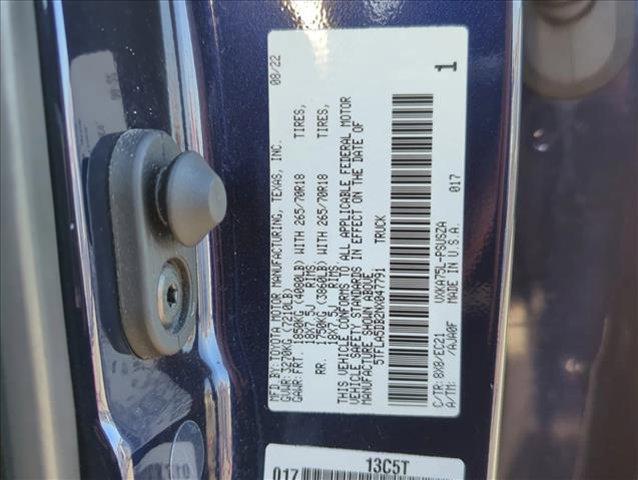 MFD. BY: TOYOTA MOTOR MANUFACTURING, TEXAS, INC. 08/22
GVWR: 3270KG (7210LB)
GAWR: FRT. 1850KG (4080LB) WITH 265/70R18 TIRES,
18X7.5J RIMS
RR. 1750KG (3860LB) WITH 265/70R18 TIRES,
18X7.5J RIMS
THIS VEHICLE CONFORMS TO ALL APPLICABLE FEDERAL MOTOR
VEHICLE SAFETY STANDARDS IN EFFECT ON THE DATE OF
MANUFACTURE SHOWN ABOVE.
5TFLA5DB2NX047791 TRUCK
C/TR: 8X8/EC21 VXKA75L-PSUSZA
A/TM: /AJA0F MADE IN U.S.A.
017
1
017
13C5T